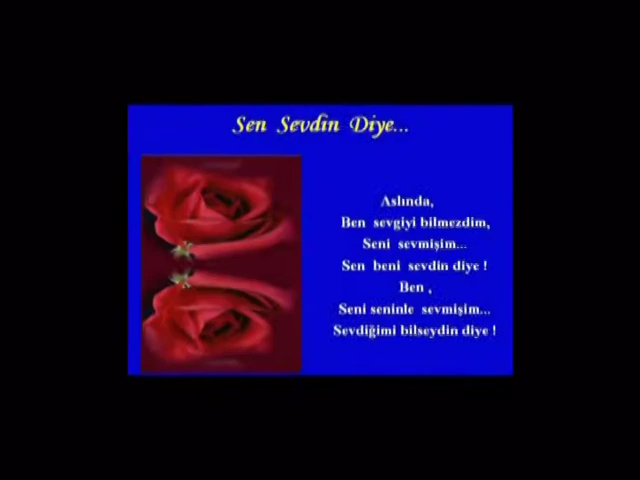 Sen Sevdin Diye...
Aslında,
Ben sevgiyi bilmezdim,
Seni sevmişim...
Sen beni sevdin diye !
Ben ,
Seni seninle sevmişim...
Sevdiğimi bilseydin diye !